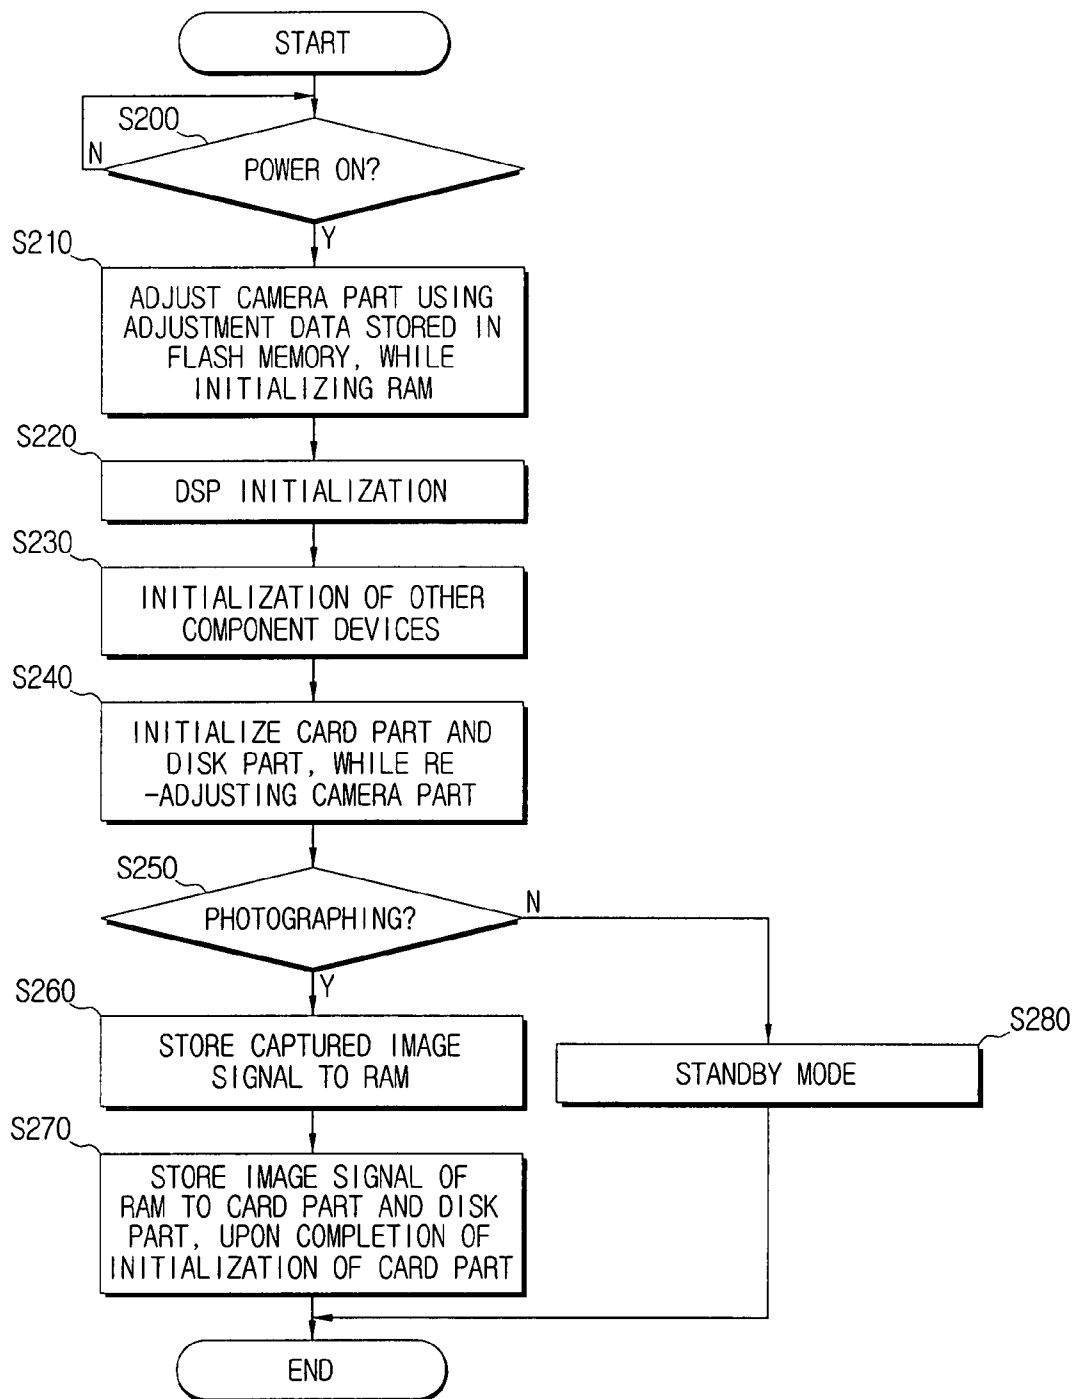 START
S200
N
POWER ON?
Y
S210
ADJUST CAMERA PART USING
ADJUSTMENT DATA STORED IN
FLASH MEMORY, WHILE
INITIALIZING RAM
S220
DSP INITIALIZATION
S230
INITIALIZATION OF OTHER
COMPONENT DEVICES
S240
INITIALIZE CARD PART AND
DISK PART, WHILE RE
-ADJUSTING CAMERA PART
S250
PHOTOGRAPHING?
N
Y
S260
STORE CAPTURED IMAGE
SIGNAL TO RAM
S280
STANDBY MODE
S270
STORE IMAGE SIGNAL OF
RAM TO CARD PART AND DISK
PART, UPON COMPLETION OF
INITIALIZATION OF CARD PART
END